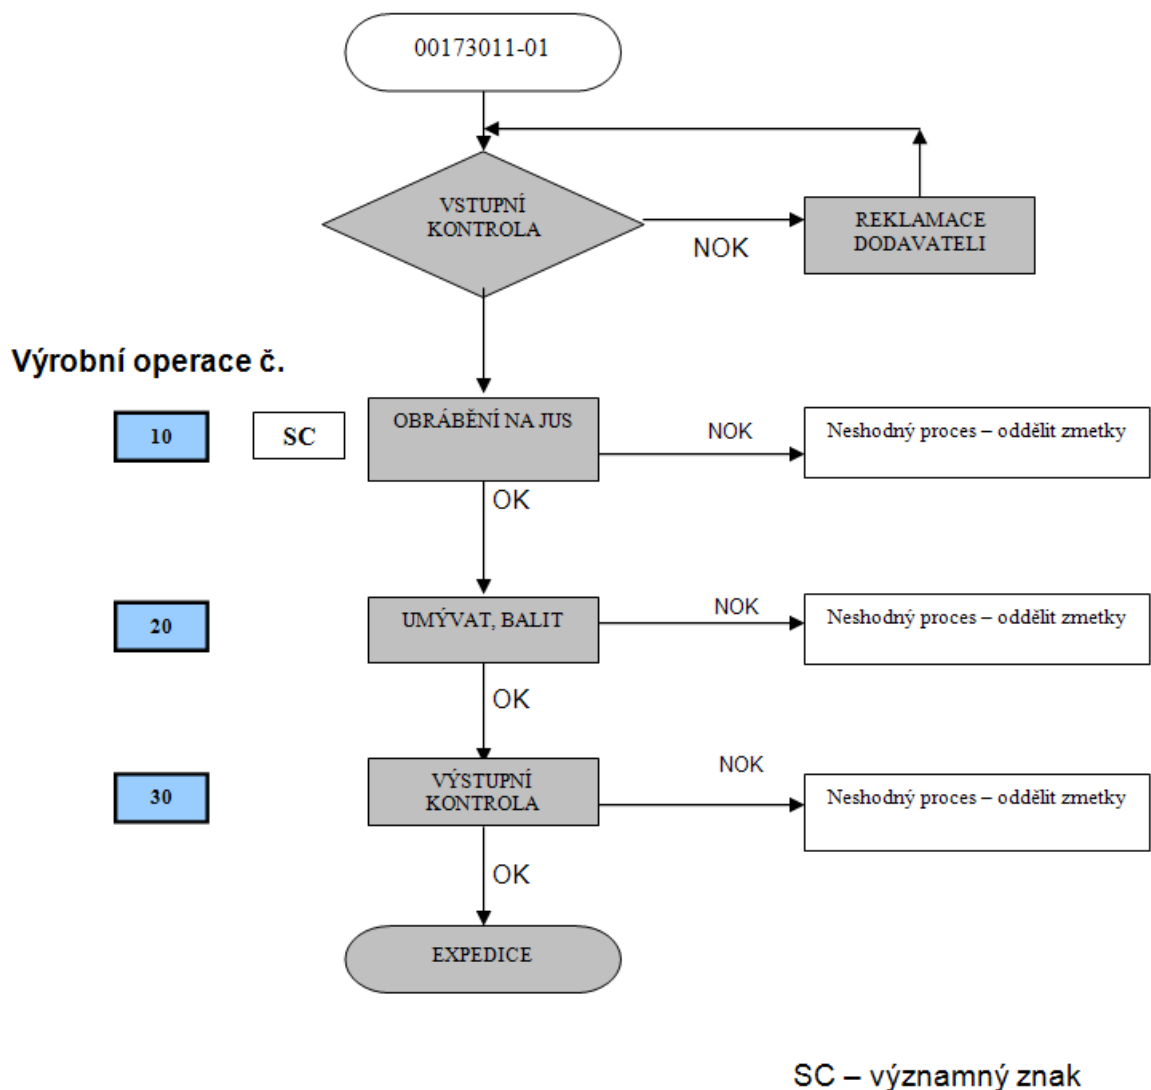 00173011-01
VSTUPNÍ
KONTROLA
NOK
REKLAMACE
DODAVATELI
Výrobní operace č.
10
SC
OBRÁBĚNÍ NA JUS
NOK
Neshodný proces – oddělit zmetky
OK
20
UMÝVAT, BALIT
NOK
Neshodný proces – oddělit zmetky
OK
30
VÝSTUPNÍ
KONTROLA
NOK
Neshodný proces – oddělit zmetky
OK
EXPEDICE
SC – významný znak